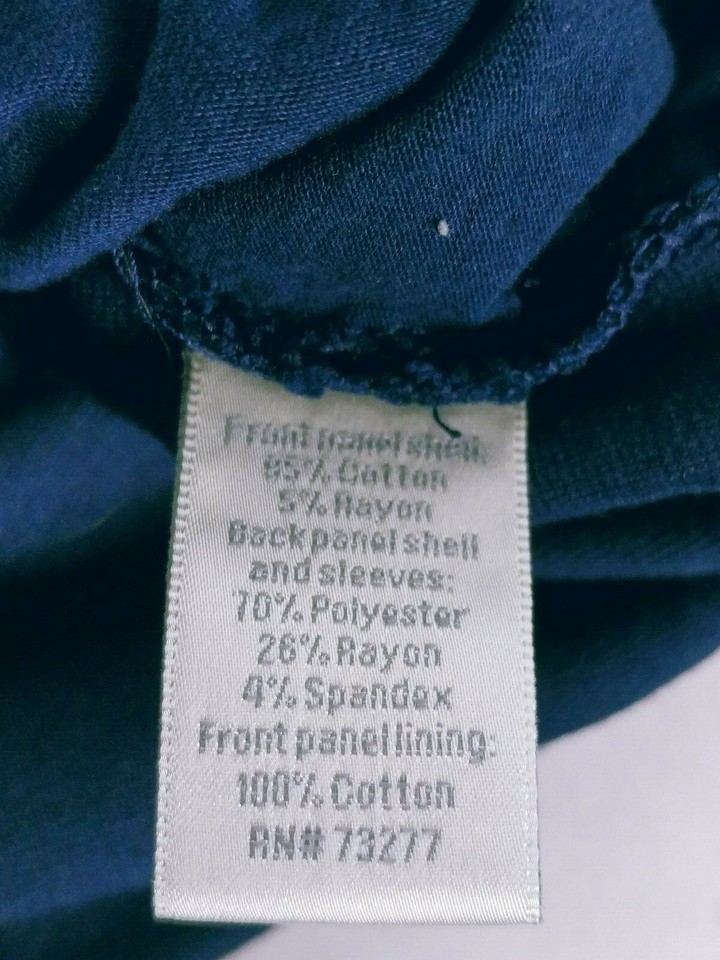 Front panel shell:
95% Cotton
5% Rayon
Back panel shell
and sleeves:
70% Polyester
26% Rayon
4% Spandex
Front panel lining:
100% Cotton
RN# 73277